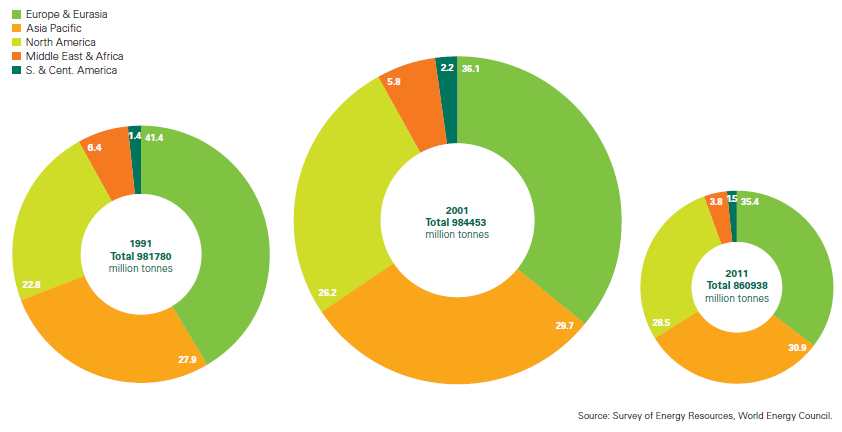 Europe & Eurasia
Asia Pacific
North America
Middle East & Africa
S. & Cent. America
41.4
27.9
22.8
6.4
1.4
1991
Total 981780
million tonnes
36.1
29.7
26.2
5.8
2.2
2001
Total 984453
million tonnes
35.4
30.9
28.5
3.8
1.5
2011
Total 860938
million tonnes
Source: Survey of Energy Resources, World Energy Council.